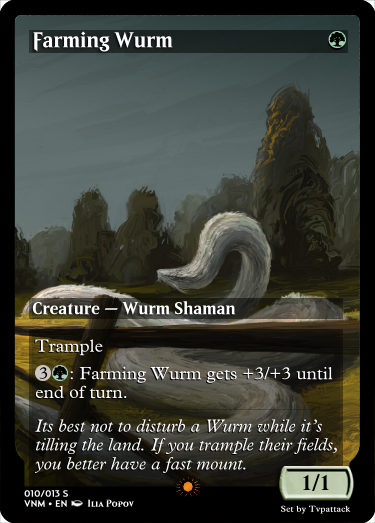 Farming Wurm
Creature — Wurm Shaman
Trample
3: Farming Wurm gets +3/+3 until
end of turn.
Its best not to disturb a Wurm while it's
tilling the land. If you trample their fields,
you better have a fast mount.
1/1
010/013 S
VNM • EN Ilia Popov
Set by Tvpattack